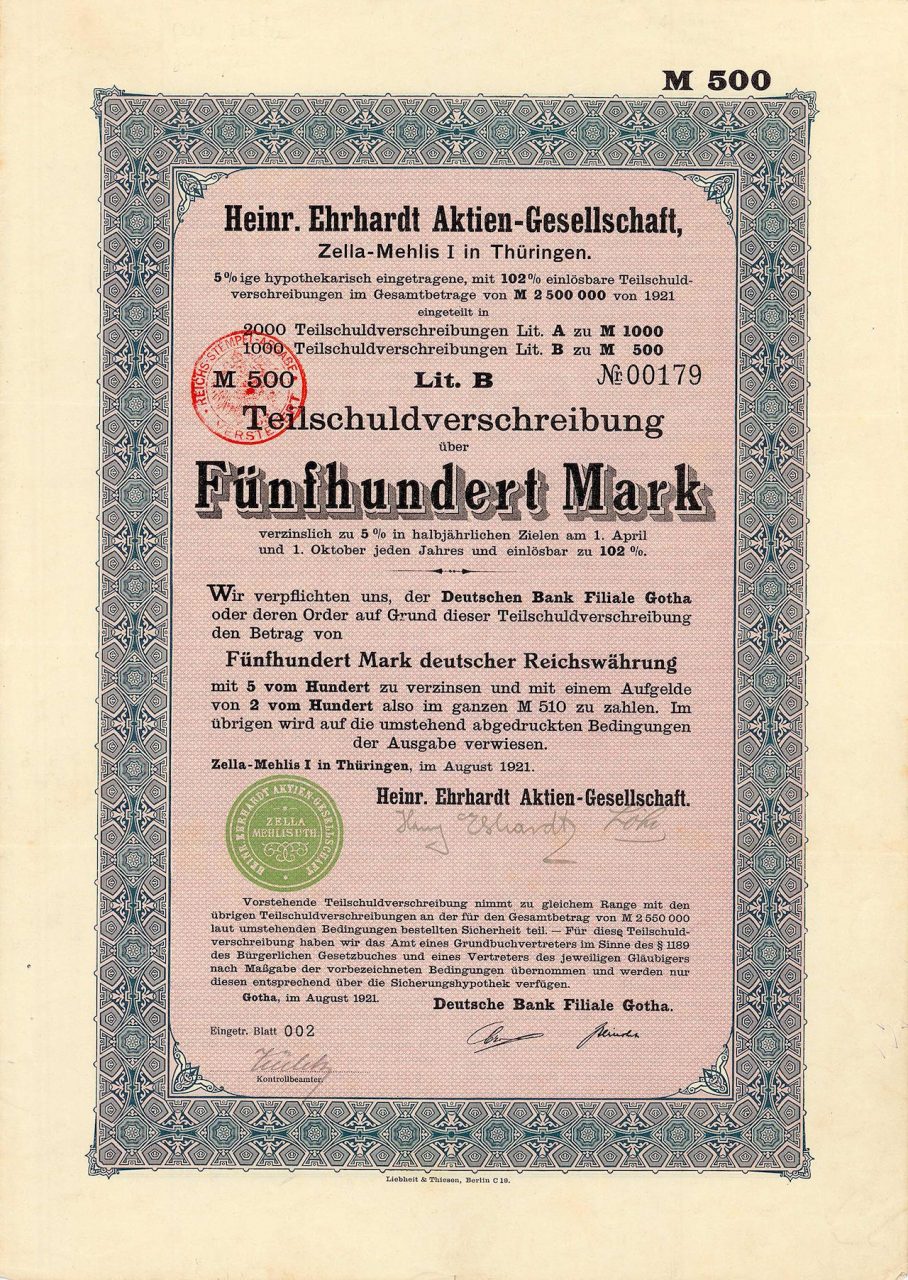 M 500
Heinr. Ehrhardt Aktien-Gesellschaft,
Zella-Mehlis I in Thüringen.
5% ige hypothekarisch eingetragene, mit 102% einlösbare Teilschuld-
verschreibungen im Gesamtbetrage von M 2 500 000 von 1921
eingeteilt in
2000 Teilschuldverschreibungen Lit. A zu M 1000
1000 Teilschuldverschreibungen Lit. B zu M 500
REICHS-STEMPEL-ABGABE
VERSTEUERT
M 500 Lit. B № 00179
Teilschuldverschreibung
über
Fünfhundert Mark
verzinslich zu 5% in halbjährlichen Zielen am 1. April
und 1. Oktober jeden Jahres und einlösbar zu 102 %.
Wir verpflichten uns, der Deutschen Bank Filiale Gotha
oder deren Order auf Grund dieser Teilschuldverschreibung
den Betrag von
Fünfhundert Mark deutscher Reichswährung
mit 5 vom Hundert zu verzinsen und mit einem Aufgelde
von 2 vom Hundert also im ganzen M 510 zu zahlen. Im
übrigen wird auf die umstehend abgedruckten Bedingungen
der Ausgabe verwiesen.
Zella-Mehlis I in Thüringen, im August 1921.
Heinr. Ehrhardt Aktien-Gesellschaft.
Ehrhardt
HEINR. EHRHARDT AKTIEN-GESELLSCHAFT
ZELLA
MEHLIS I/TH.
Vorstehende Teilschuldverschreibung nimmt zu gleichem Range mit den
übrigen Teilschuldverschreibungen an der für den Gesamtbetrag von M 2 550 000
laut umstehenden Bedingungen bestellten Sicherheit teil. — Für diese Teilschuld-
verschreibung haben wir das Amt eines Grundbuchvertreters im Sinne des § 1189
des Bürgerlichen Gesetzbuches und eines Vertreters des jeweiligen Gläubigers
nach Maßgabe der vorbezeichneten Bedingungen übernommen und werden nur
diesen entsprechend über die Sicherungshypothek verfügen.
Gotha, im August 1921.
Deutsche Bank Filiale Gotha.
Eingetr. Blatt 002
Kontrollbeamter
Liebheit & Thiesen, Berlin C 19.